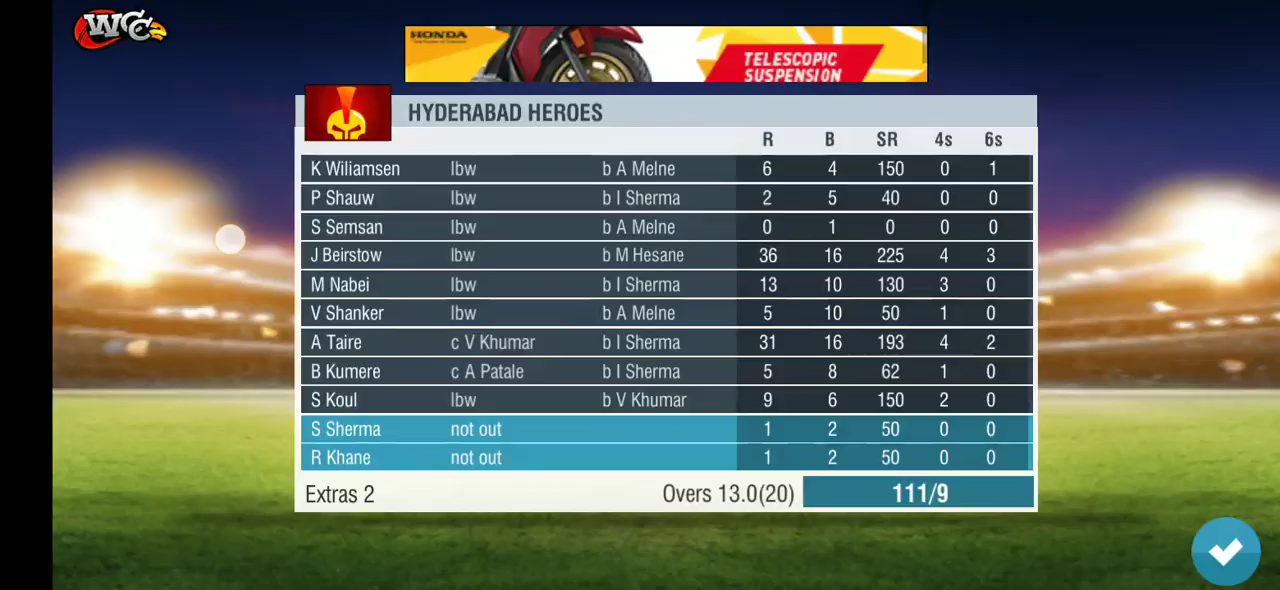 WCC
HONDA
TELESCOPIC
SUSPENSION
HYDERABAD HEROES
R B SR 4s 6s
K Wiliamsen lbw b A Melne 6 4 150 0 1
P Shauw lbw b I Sherma 2 5 40 0 0
S Semsan lbw b A Melne 0 1 0 0 0
J Beirstow lbw b M Hesane 36 16 225 4 3
M Nabei lbw b I Sherma 13 10 130 3 0
V Shanker lbw b A Melne 5 10 50 1 0
A Taire c V Khumar b I Sherma 31 16 193 4 2
B Kumere c A Patale b I Sherma 5 8 62 1 0
S Koul lbw b V Khumar 9 6 150 2 0
S Sherma not out 1 2 50 0 0
R Khane not out 1 2 50 0 0
Extras 2 Overs 13.0(20) 111/9